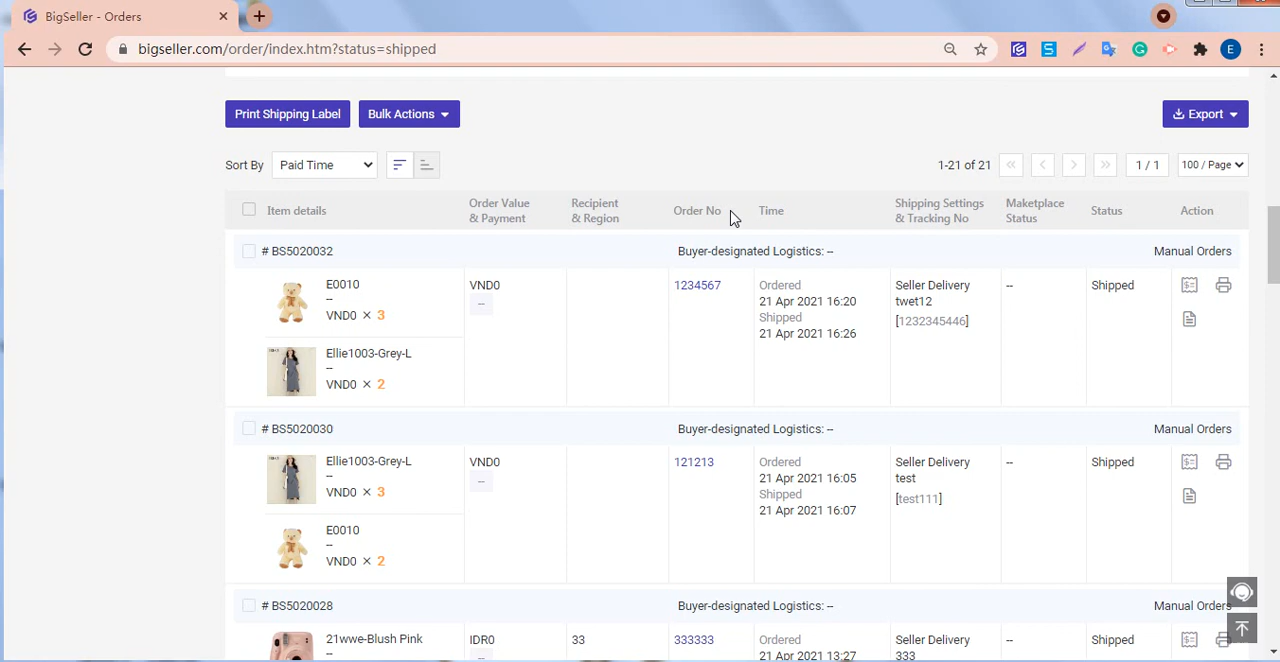 BigSeller - Orders
bigseller.com/order/index.htm?status=shipped
E
Print Shipping Label
Bulk Actions
Export
Sort By
Paid Time
1-21 of 21
1 / 1
100 / Page
Item details
Order Value & Payment
Recipient & Region
Order No
Time
Shipping Settings & Tracking No
Maketplace Status
Status
Action
# BS5020032
Buyer-designated Logistics: --
Manual Orders
E0010
--
VND0 × 3
Ellie1003-Grey-L
--
VND0 × 2
VND0
--
1234567
Ordered
21 Apr 2021 16:20
Shipped
21 Apr 2021 16:26
Seller Delivery
twet12
[1232345446]
--
Shipped
# BS5020030
Buyer-designated Logistics: --
Manual Orders
Ellie1003-Grey-L
--
VND0 × 3
E0010
--
VND0 × 2
VND0
--
121213
Ordered
21 Apr 2021 16:05
Shipped
21 Apr 2021 16:07
Seller Delivery
test
[test111]
--
Shipped
# BS5020028
Buyer-designated Logistics: --
Manual Orders
21wwe-Blush Pink
--
IDR0
--
33
333333
Ordered
21 Apr 2021 13:27
Seller Delivery
333
--
Shipped